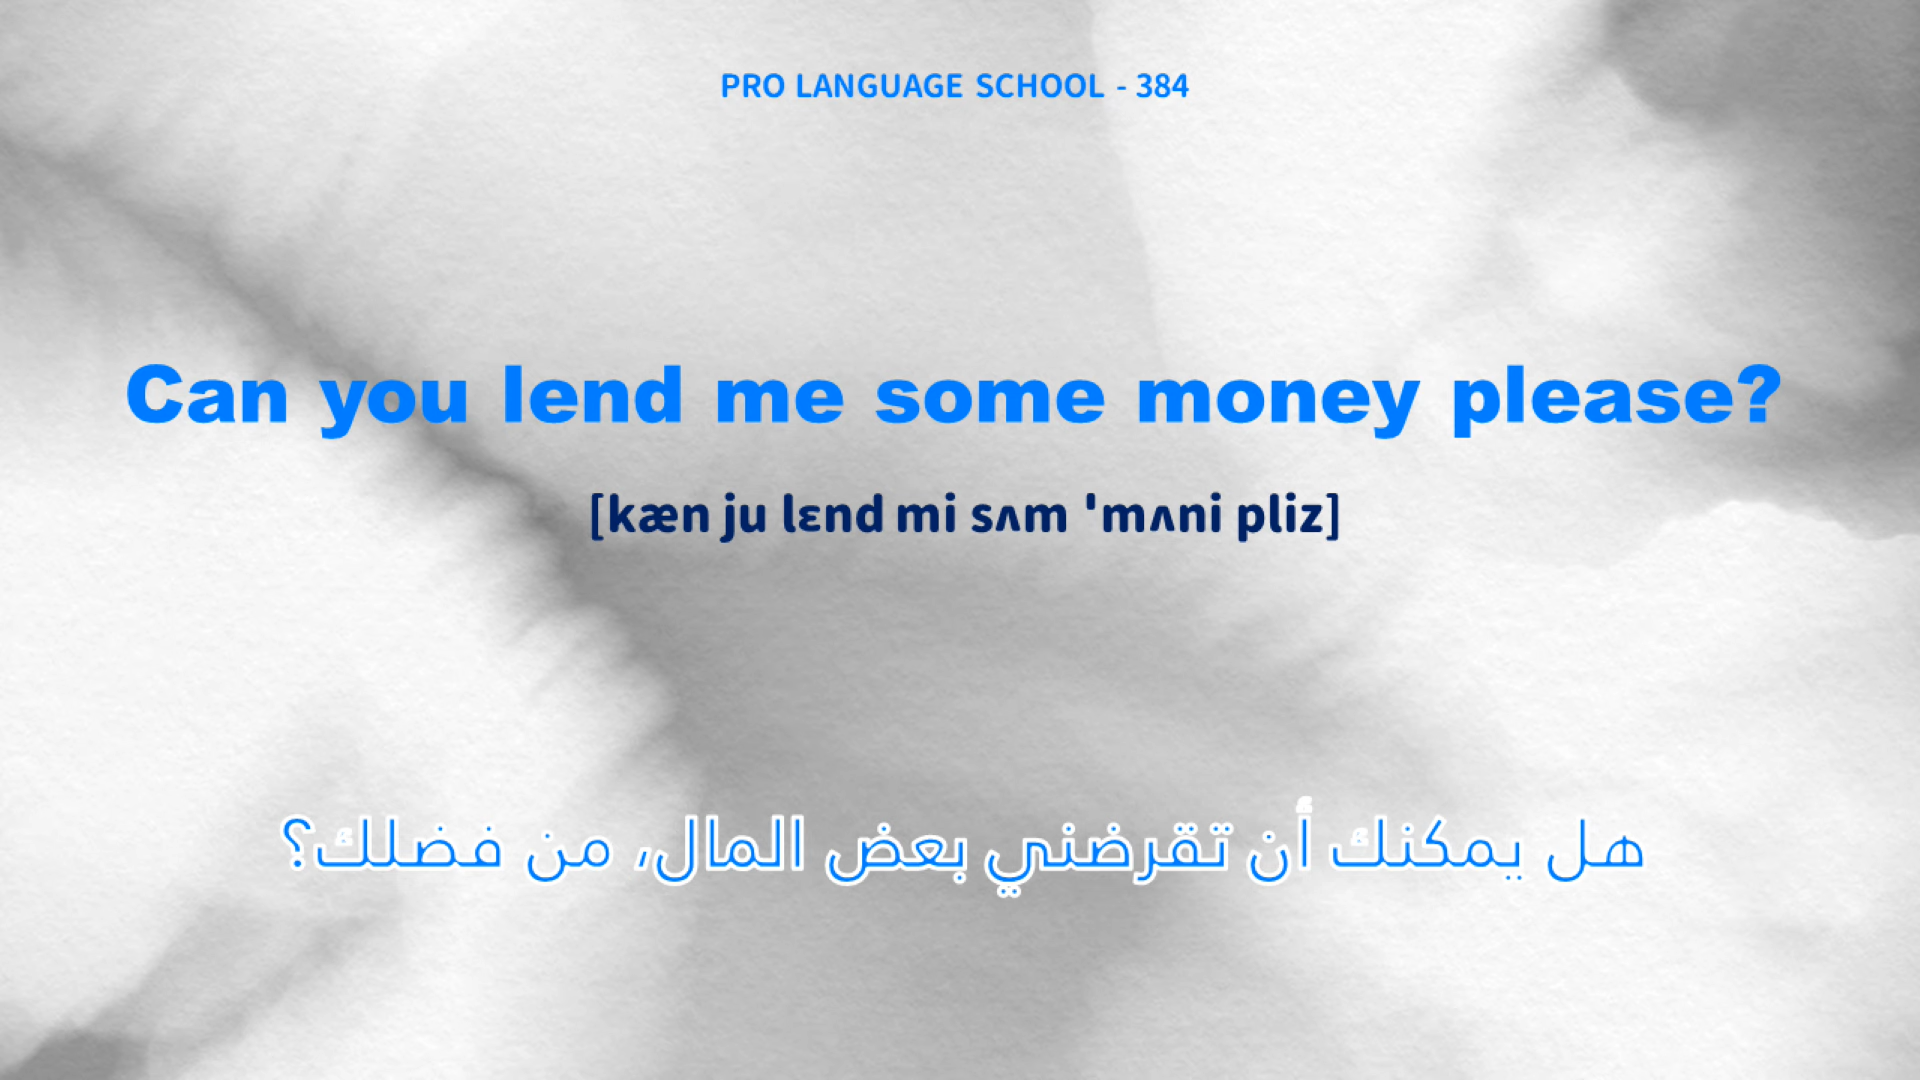 PRO LANGUAGE SCHOOL - 384
Can you lend me some money please?
[kæn ju lɛnd mi sʌm ˈmʌni pliz]
هل يمكنك أن تقرضني بعض المال، من فضلك؟